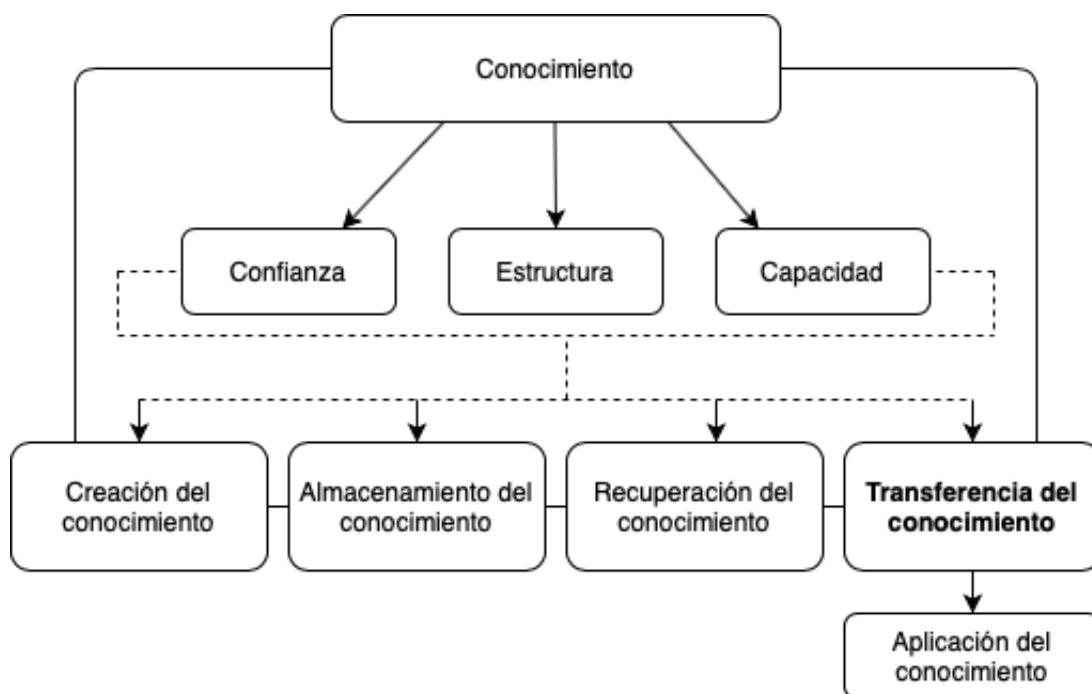 Conocimiento
Confianza
Estructura
Capacidad
Creación del
conocimiento
Almacenamiento del
conocimiento
Recuperación del
conocimiento
Transferencia del
conocimiento
Aplicación del
conocimiento